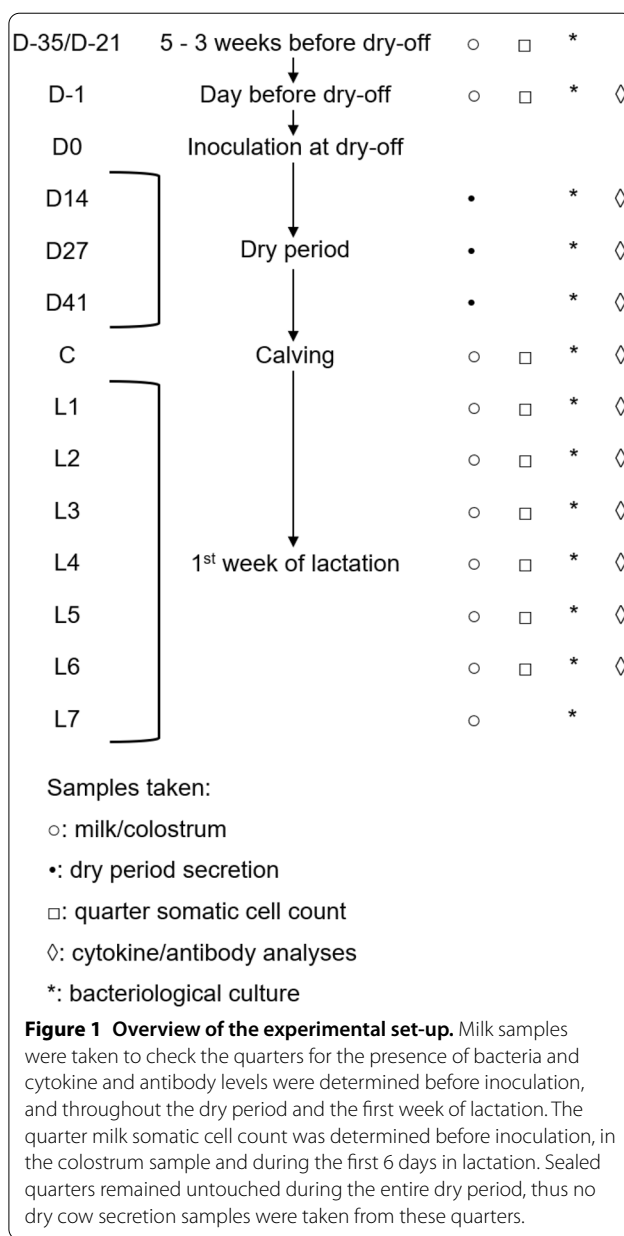 D-35/D-21 5 - 3 weeks before dry-off ○ □ *
D-1 Day before dry-off ○ □ * ◊
D0 Inoculation at dry-off
D14 • * ◊
D27 Dry period • * ◊
D41 • * ◊
C Calving ○ □ * ◊
L1 ○ □ * ◊
L2 ○ □ * ◊
L3 ○ □ * ◊
L4 1st week of lactation ○ □ * ◊
L5 ○ □ * ◊
L6 ○ □ * ◊
L7 ○ *
Samples taken:
○: milk/colostrum
•: dry period secretion
□: quarter somatic cell count
◊: cytokine/antibody analyses
*: bacteriological culture
Figure 1 Overview of the experimental set-up. Milk samples
were taken to check the quarters for the presence of bacteria and
cytokine and antibody levels were determined before inoculation,
and throughout the dry period and the first week of lactation. The
quarter milk somatic cell count was determined before inoculation, in
the colostrum sample and during the first 6 days in lactation. Sealed
quarters remained untouched during the entire dry period, thus no
dry cow secretion samples were taken from these quarters.